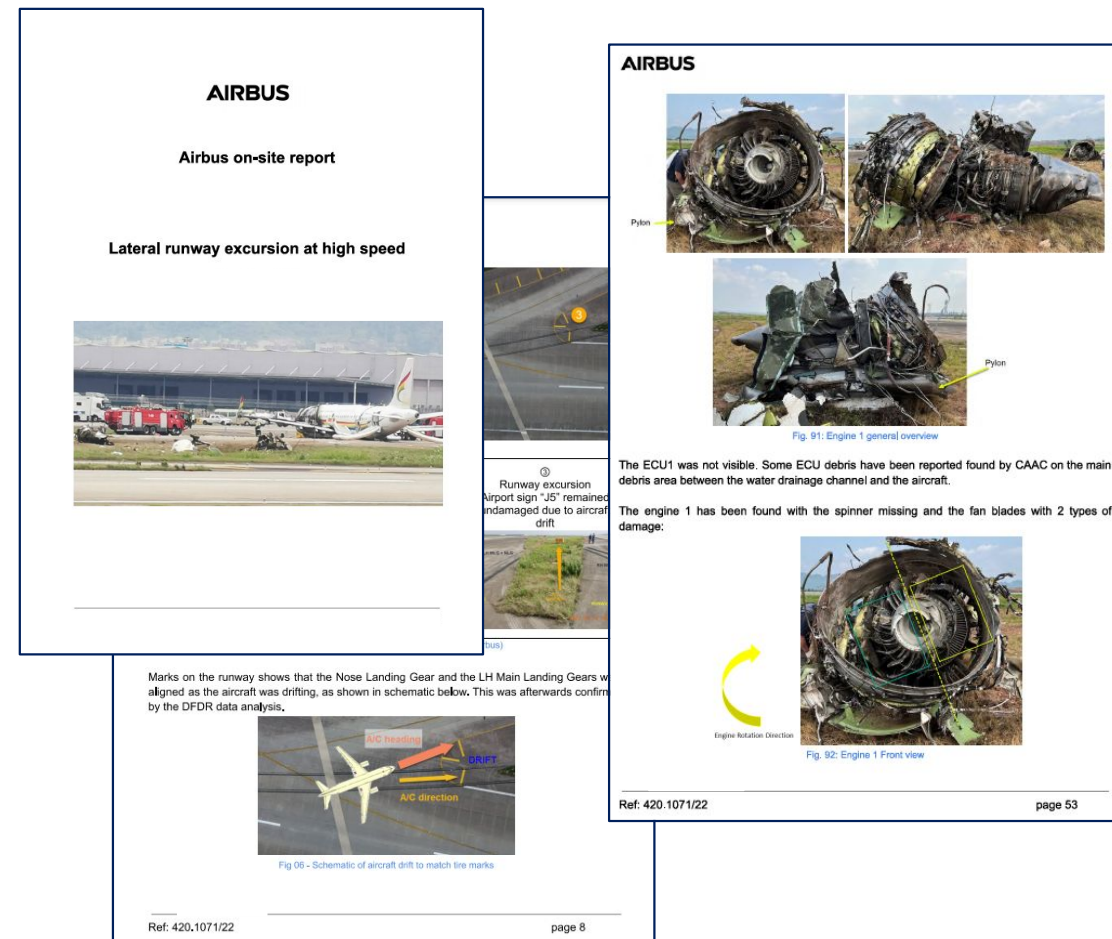 AIRBUS
Airbus on-site report
Lateral runway excursion at high speed
③
③
Runway excursion
Airport sign "J5" remained
undamaged due to aircraft
drift
Marks on the runway shows that the Nose Landing Gear and the LH Main Landing Gears
aligned as the aircraft was drifting, as shown in schematic below. This was afterwards
by the DFDR data analysis.
A/C heading
DRIFT
A/C direction
Fig 06 - Schematic of aircraft drift to match tire marks
Ref: 420.1071/22
page 8
AIRBUS
Pylon
Pylon
Fig. 91: Engine 1 general overview
The ECU1 was not visible. Some ECU debris have been reported found by CAAC on the main
debris area between the water drainage channel and the aircraft.
The engine 1 has been found with the spinner missing and the fan blades with 2 types of
damage:
Engine Rotation Direction
Fig. 92: Engine 1 Front view
Ref: 420.1071/22
page 53